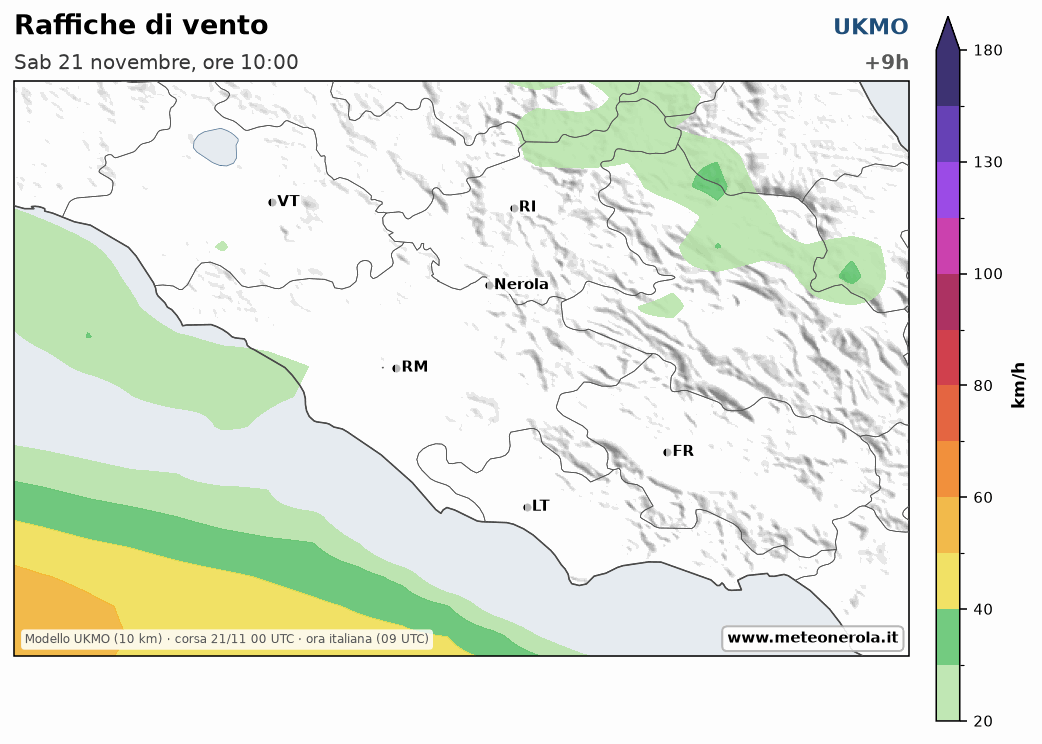 Raffiche di vento
UKMO
Sab 21 novembre, ore 10:00
+9h
VT
RI
Nerola
RM
FR
LT
Modello UKMO (10 km) · corsa 21/11 00 UTC · ora italiana (09 UTC)
www.meteonerola.it
180
130
100
80
60
40
20
km/h